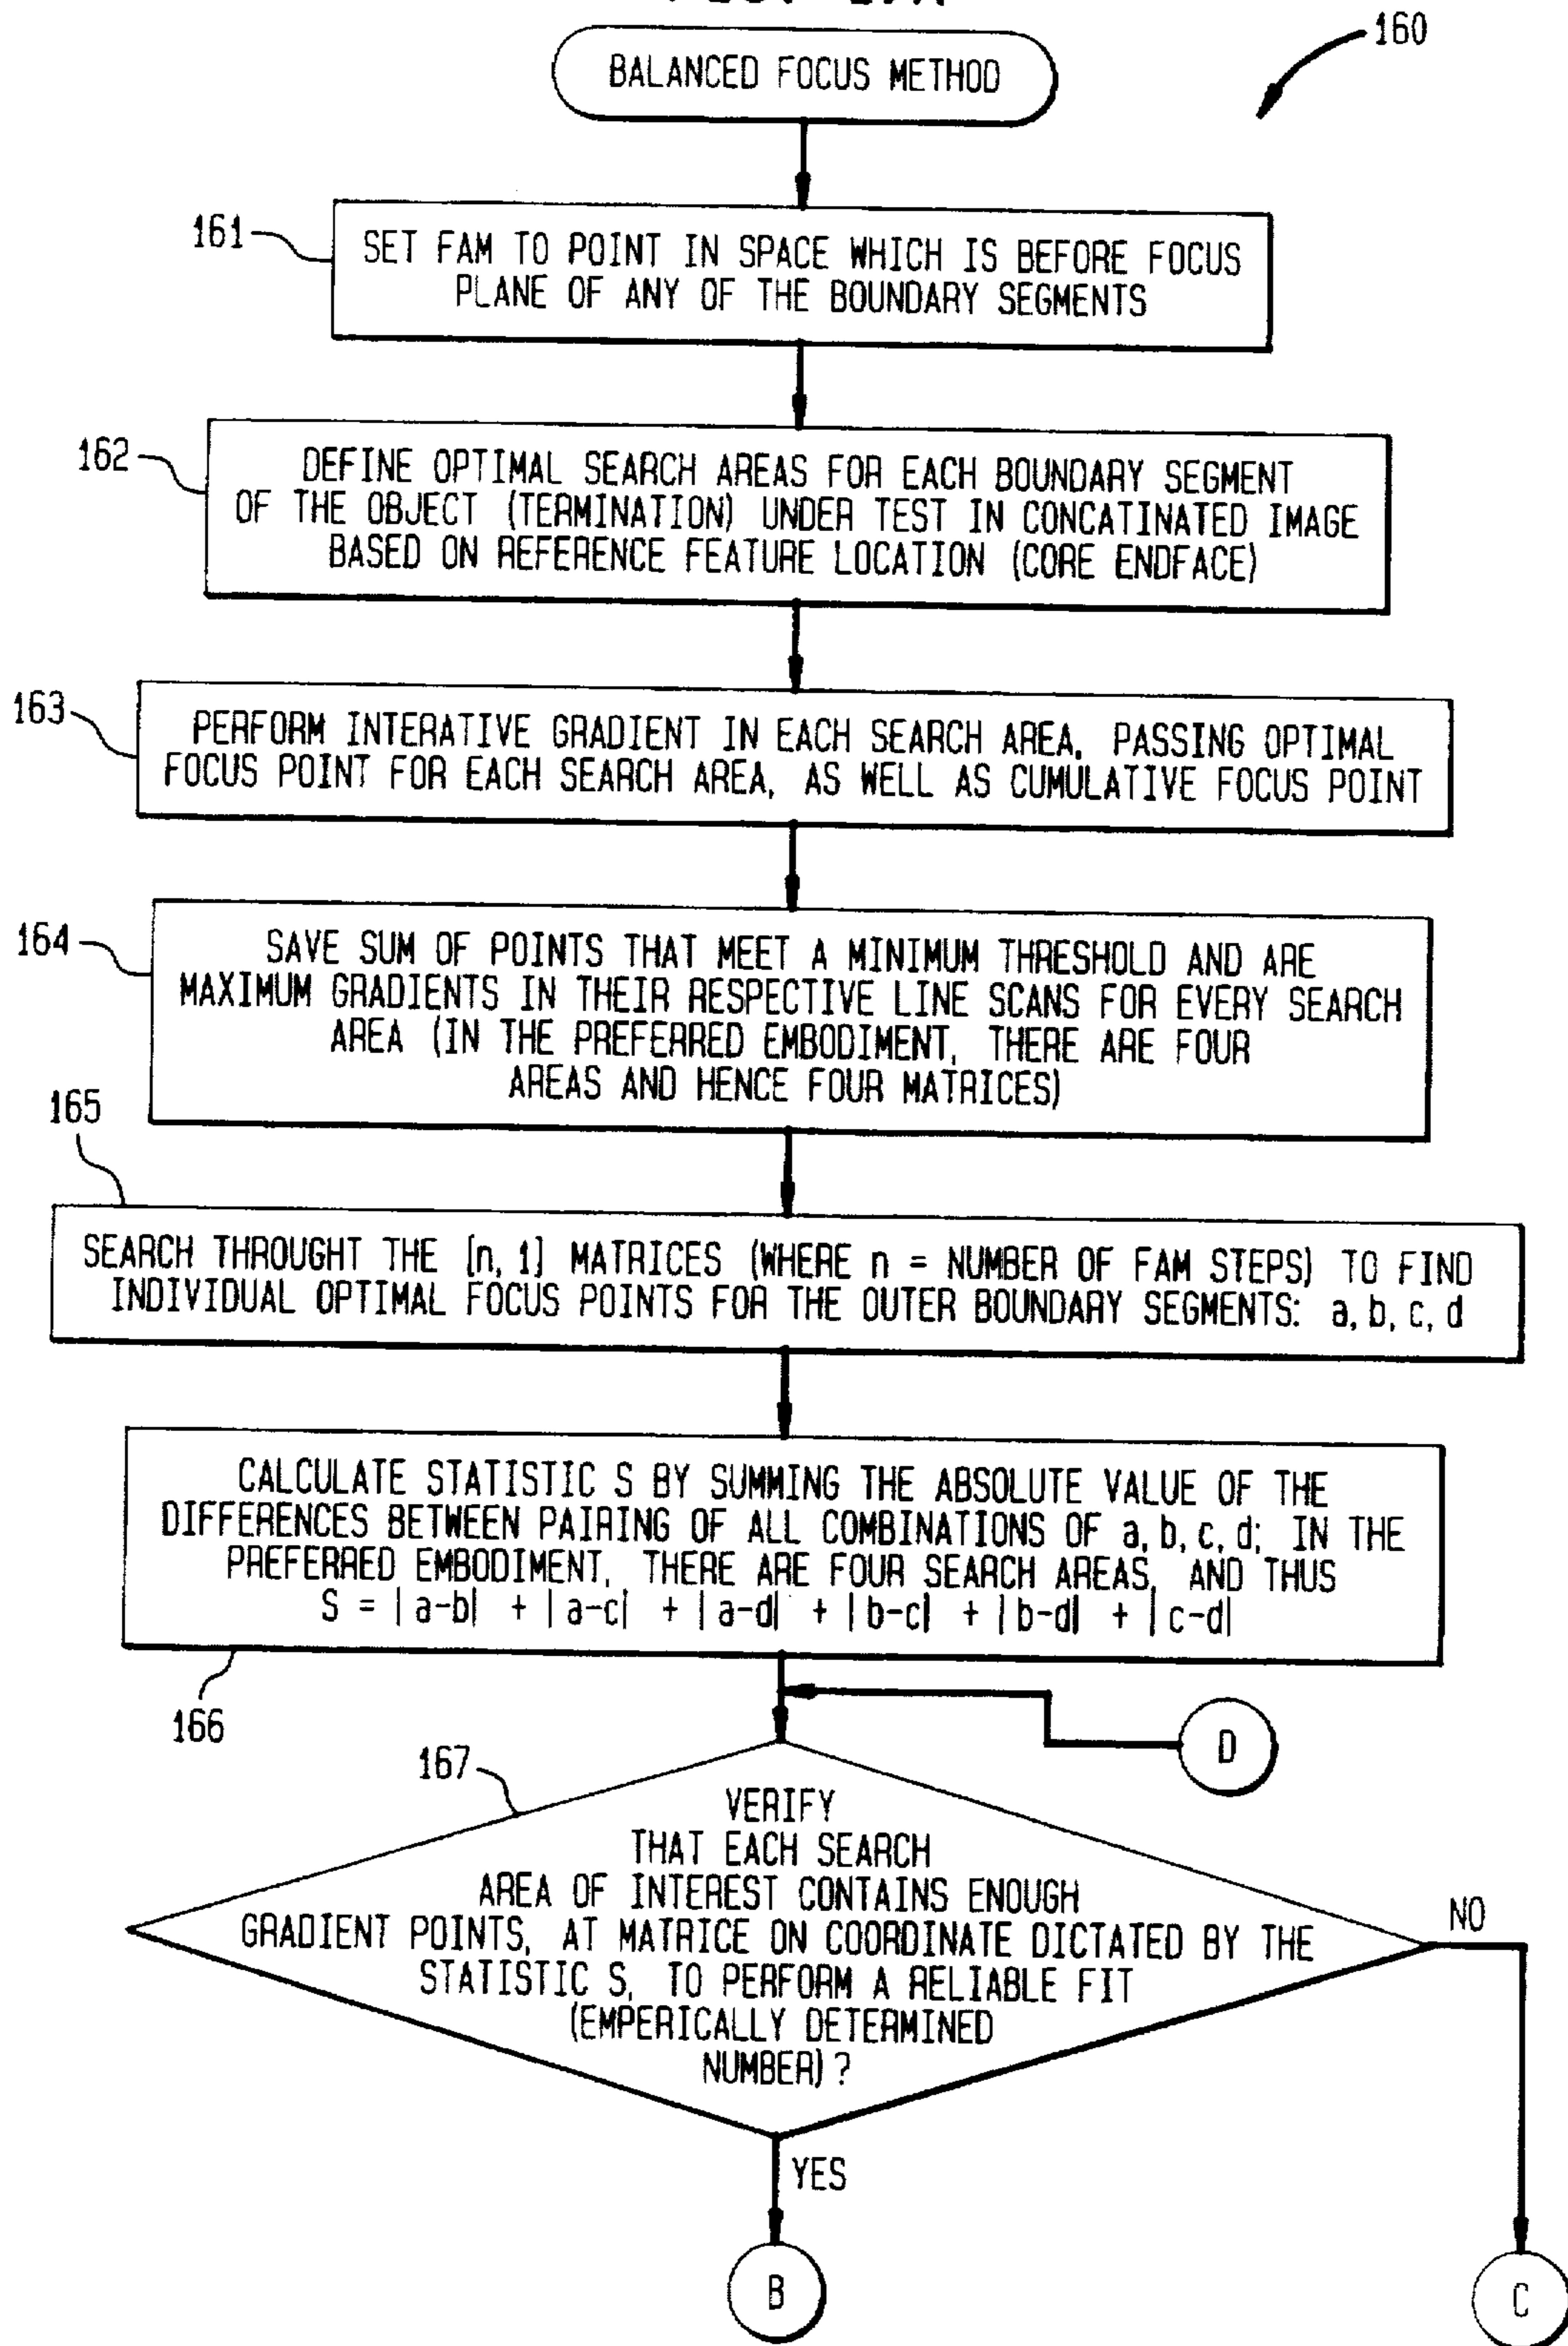 160
BALANCED FOCUS METHOD
161
SET FAM TO POINT IN SPACE WHICH IS BEFORE FOCUS
PLANE OF ANY OF THE BOUNDARY SEGMENTS
162
DEFINE OPTIMAL SEARCH AREAS FOR EACH BOUNDARY SEGMENT
OF THE OBJECT (TERMINATION) UNDER TEST IN CONCATINATED IMAGE
BASED ON REFERENCE FEATURE LOCATION (CORE ENDFACE)
163
PERFORM INTERATIVE GRADIENT IN EACH SEARCH AREA, PASSING OPTIMAL
FOCUS POINT FOR EACH SEARCH AREA, AS WELL AS CUMULATIVE FOCUS POINT
164
SAVE SUM OF POINTS THAT MEET A MINIMUM THRESHOLD AND ARE
MAXIMUM GRADIENTS IN THEIR RESPECTIVE LINE SCANS FOR EVERY SEARCH
AREA (IN THE PREFERRED EMBODIMENT, THERE ARE FOUR
AREAS AND HENCE FOUR MATRICES)
165
SEARCH THROUGHT THE [n, 1] MATRICES (WHERE n = NUMBER OF FAM STEPS) TO FIND
INDIVIDUAL OPTIMAL FOCUS POINTS FOR THE OUTER BOUNDARY SEGMENTS: a, b, c, d
CALCULATE STATISTIC S BY SUMMING THE ABSOLUTE VALUE OF THE
DIFFERENCES BETWEEN PAIRING OF ALL COMBINATIONS OF a, b, c, d; IN THE
PREFERRED EMBODIMENT, THERE ARE FOUR SEARCH AREAS, AND THUS
S = |a-b| + |a-c| + |a-d| + |b-c| + |b-d| + |c-d|
166
D
167
VERIFY
THAT EACH SEARCH
AREA OF INTEREST CONTAINS ENOUGH
GRADIENT POINTS, AT MATRICE ON COORDINATE DICTATED BY THE
STATISTIC S, TO PERFORM A RELIABLE FIT
(EMPERICALLY DETERMINED
NUMBER)?
NO
YES
B
C